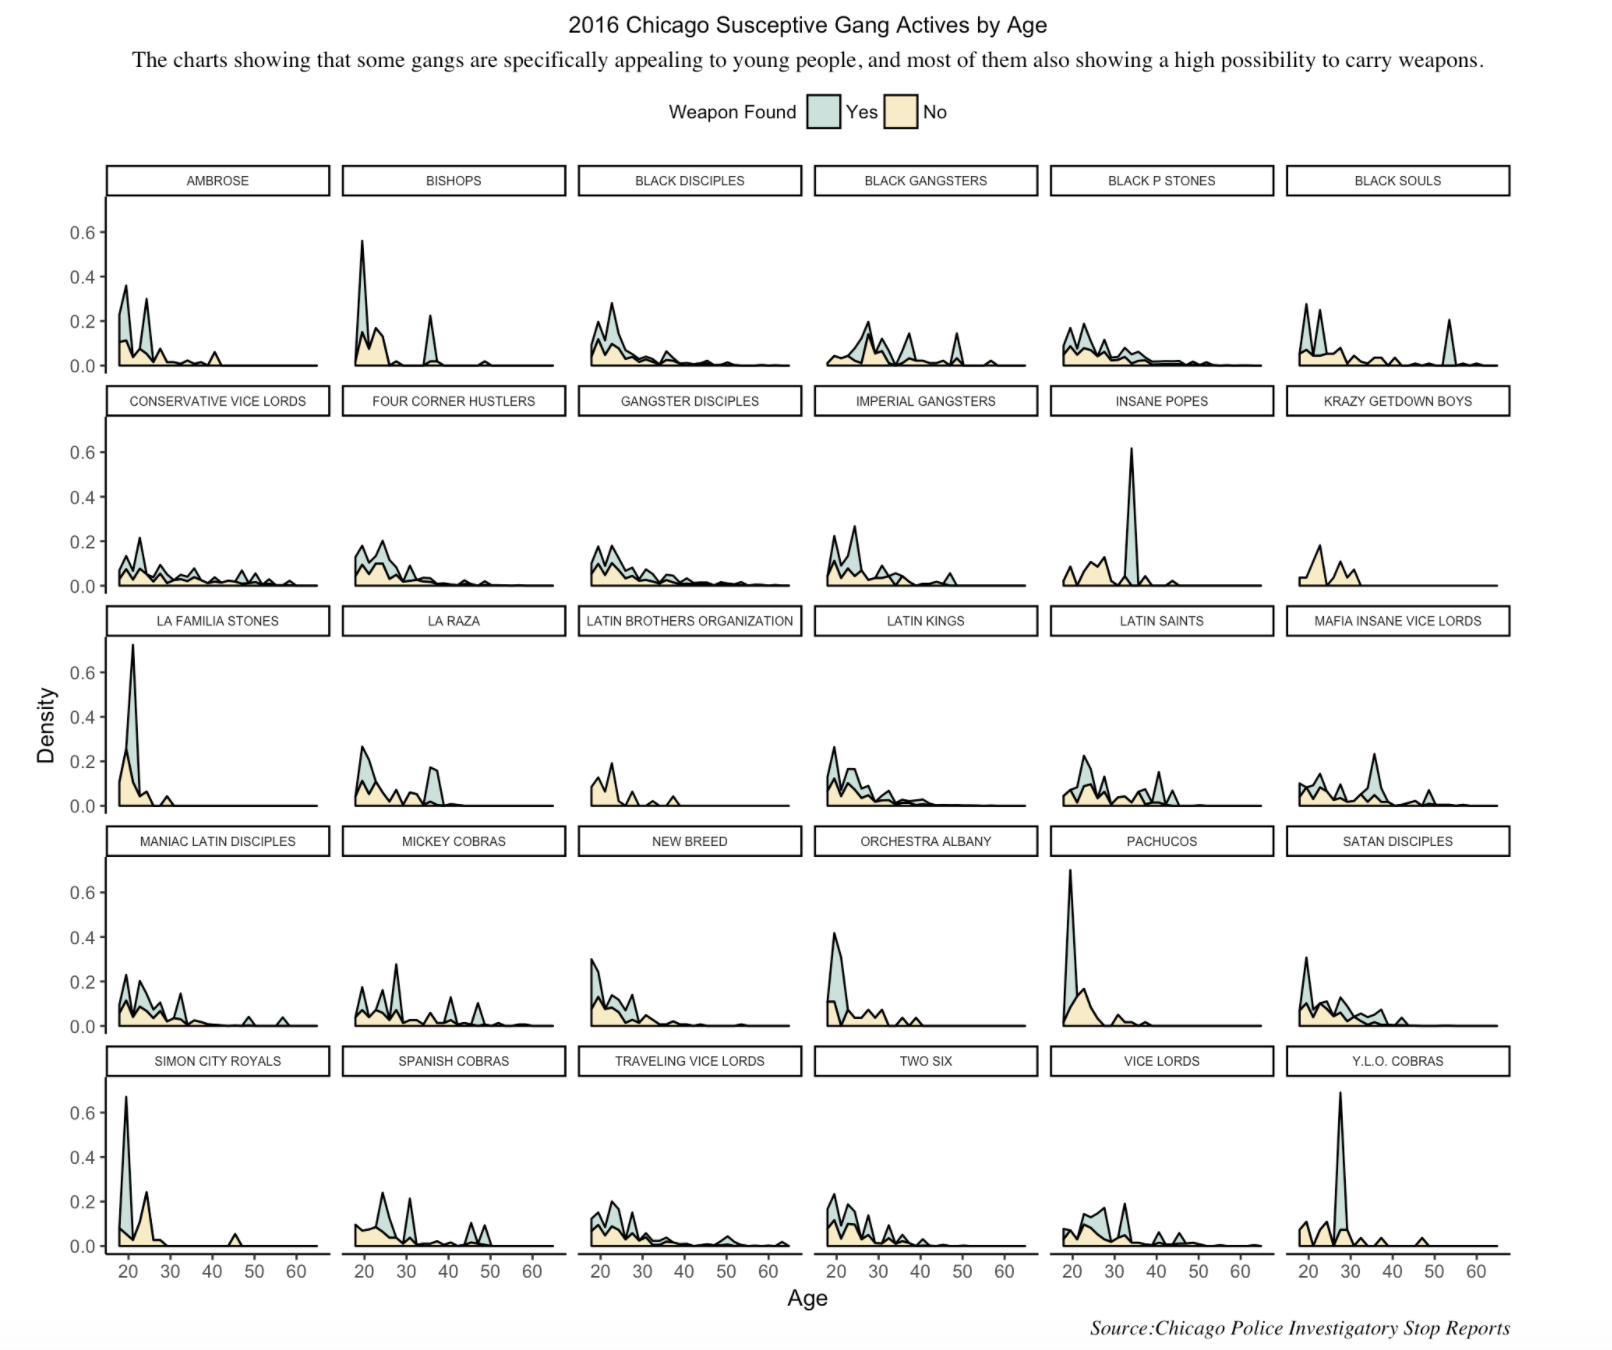 2016 Chicago Susceptive Gang Actives by Age
The charts showing that some gangs are specifically appealing to young people, and most of them also showing a high possibility to carry weapons.
Weapon Found Yes No
AMBROSE BISHOPS BLACK DISCIPLES BLACK GANGSTERS BLACK P STONES BLACK SOULS
0.6
0.4
0.2
0.0
CONSERVATIVE VICE LORDS FOUR CORNER HUSTLERS GANGSTER DISCIPLES IMPERIAL GANGSTERS INSANE POPES KRAZY GETDOWN BOYS
0.6
0.4
0.2
0.0
LA FAMILIA STONES LA RAZA LATIN BROTHERS ORGANIZATION LATIN KINGS LATIN SAINTS MAFIA INSANE VICE LORDS
0.6
0.4
0.2
0.0
Density
MANIAC LATIN DISCIPLES MICKEY COBRAS NEW BREED ORCHESTRA ALBANY PACHUCOS SATAN DISCIPLES
0.6
0.4
0.2
0.0
SIMON CITY ROYALS SPANISH COBRAS TRAVELING VICE LORDS TWO SIX VICE LORDS Y.L.O. COBRAS
0.6
0.4
0.2
0.0
20 30 40 50 60 20 30 40 50 60 20 30 40 50 60 20 30 40 50 60 20 30 40 50 60 20 30 40 50 60
Age
Source:Chicago Police Investigatory Stop Reports